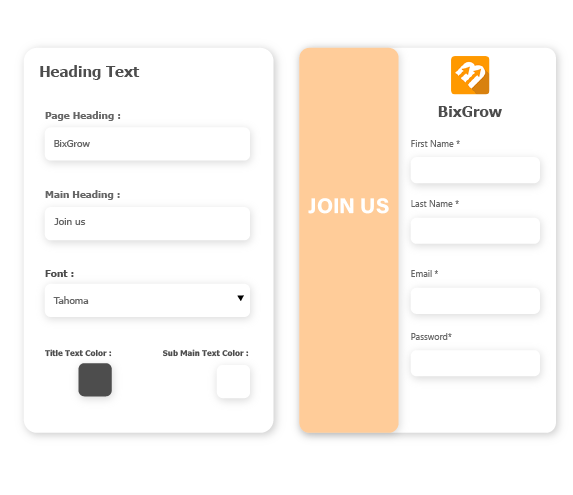 Heading Text
Page Heading :
BixGrow
Main Heading :
Join us
Font :
Tahoma
Title Text Color :
Sub Main Text Color :
JOIN US
BixGrow
First Name *
Last Name *
Email *
Password*